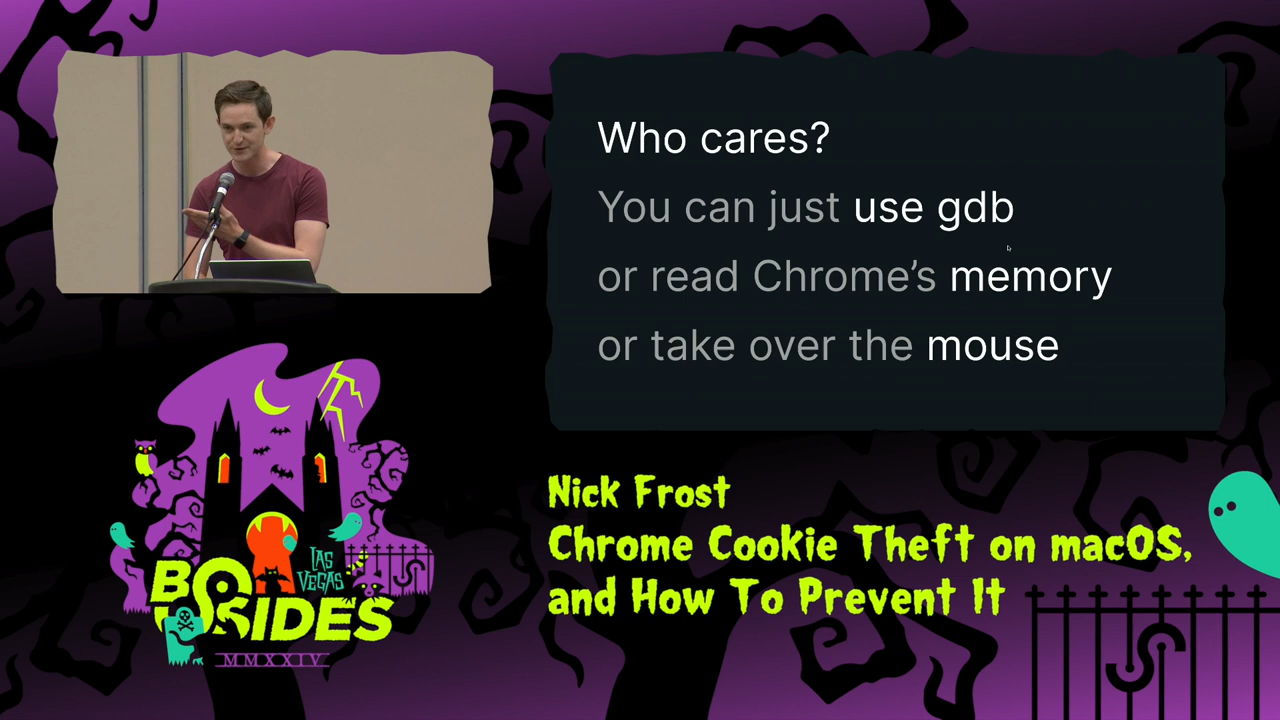 Who cares?
You can just use gdb
or read Chrome’s memory
or take over the mouse
Nick Frost
Chrome Cookie Theft on macOS,
and How To Prevent It
LAS
VEGAS
BSIDES
MMXXIV